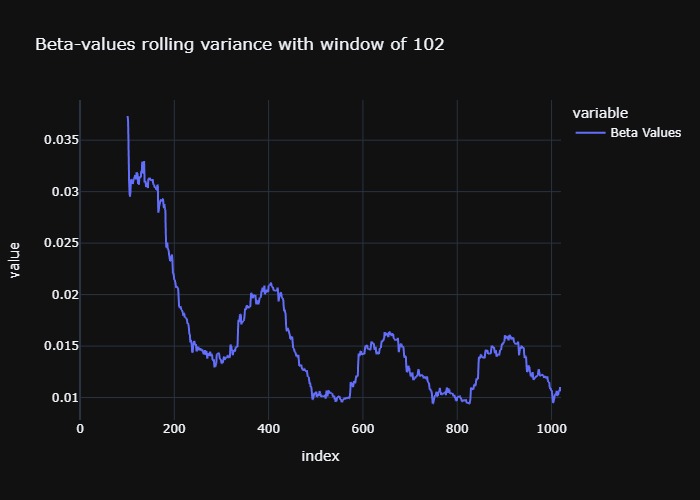 Beta-values rolling variance with window of 102
variable
Beta Values
value
0.035
0.03
0.025
0.02
0.015
0.01
0
200
400
600
800
1000
index